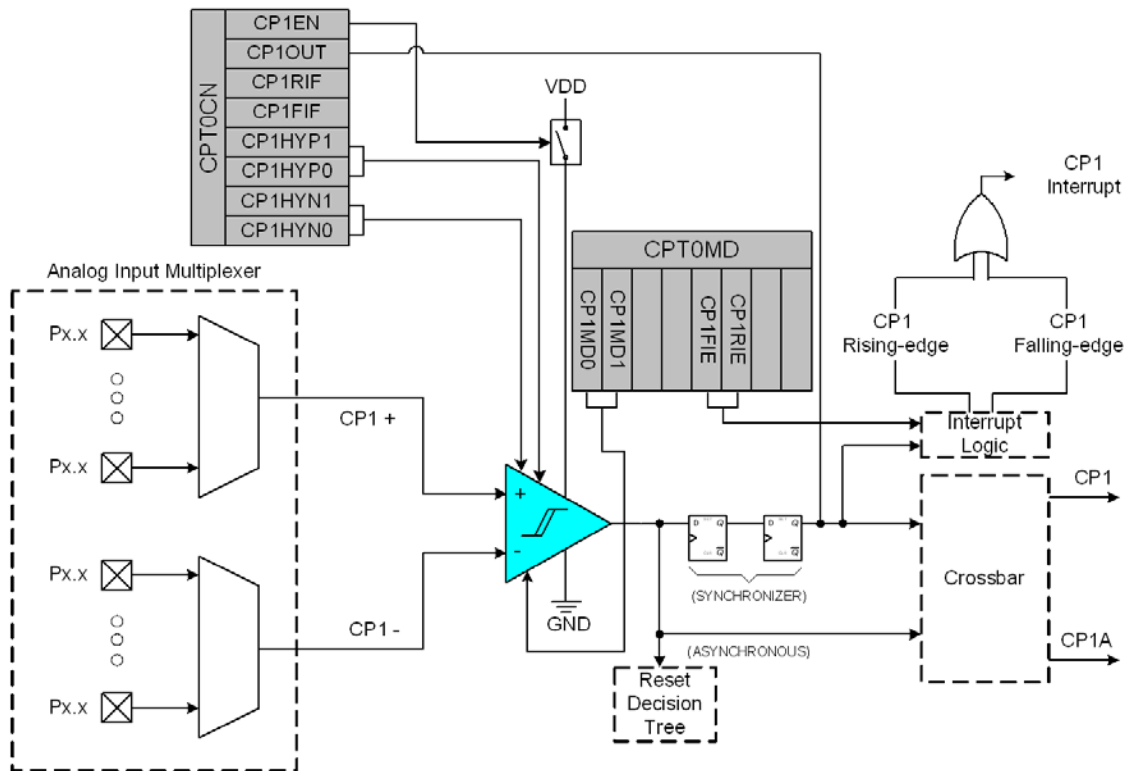 CPT0CN
CP1EN
CP1OUT
CP1RIF
CP1FIF
CP1HYP1
CP1HYP0
CP1HYN1
CP1HYN0
VDD
CP1
Interrupt
CPT0MD
CP1MD0
CP1MD1
CP1FIE
CP1RIE
CP1
Rising-edge
CP1
Falling-edge
Interrupt
Logic
Analog Input Multiplexer
Px.x
Px.x
Px.x
Px.x
CP1 +
CP1 -
+
-
GND
D
Q
Q
D
Q
Q
(SYNCHRONIZER)
(ASYNCHRONOUS)
Reset
Decision
Tree
Crossbar
CP1
CP1A